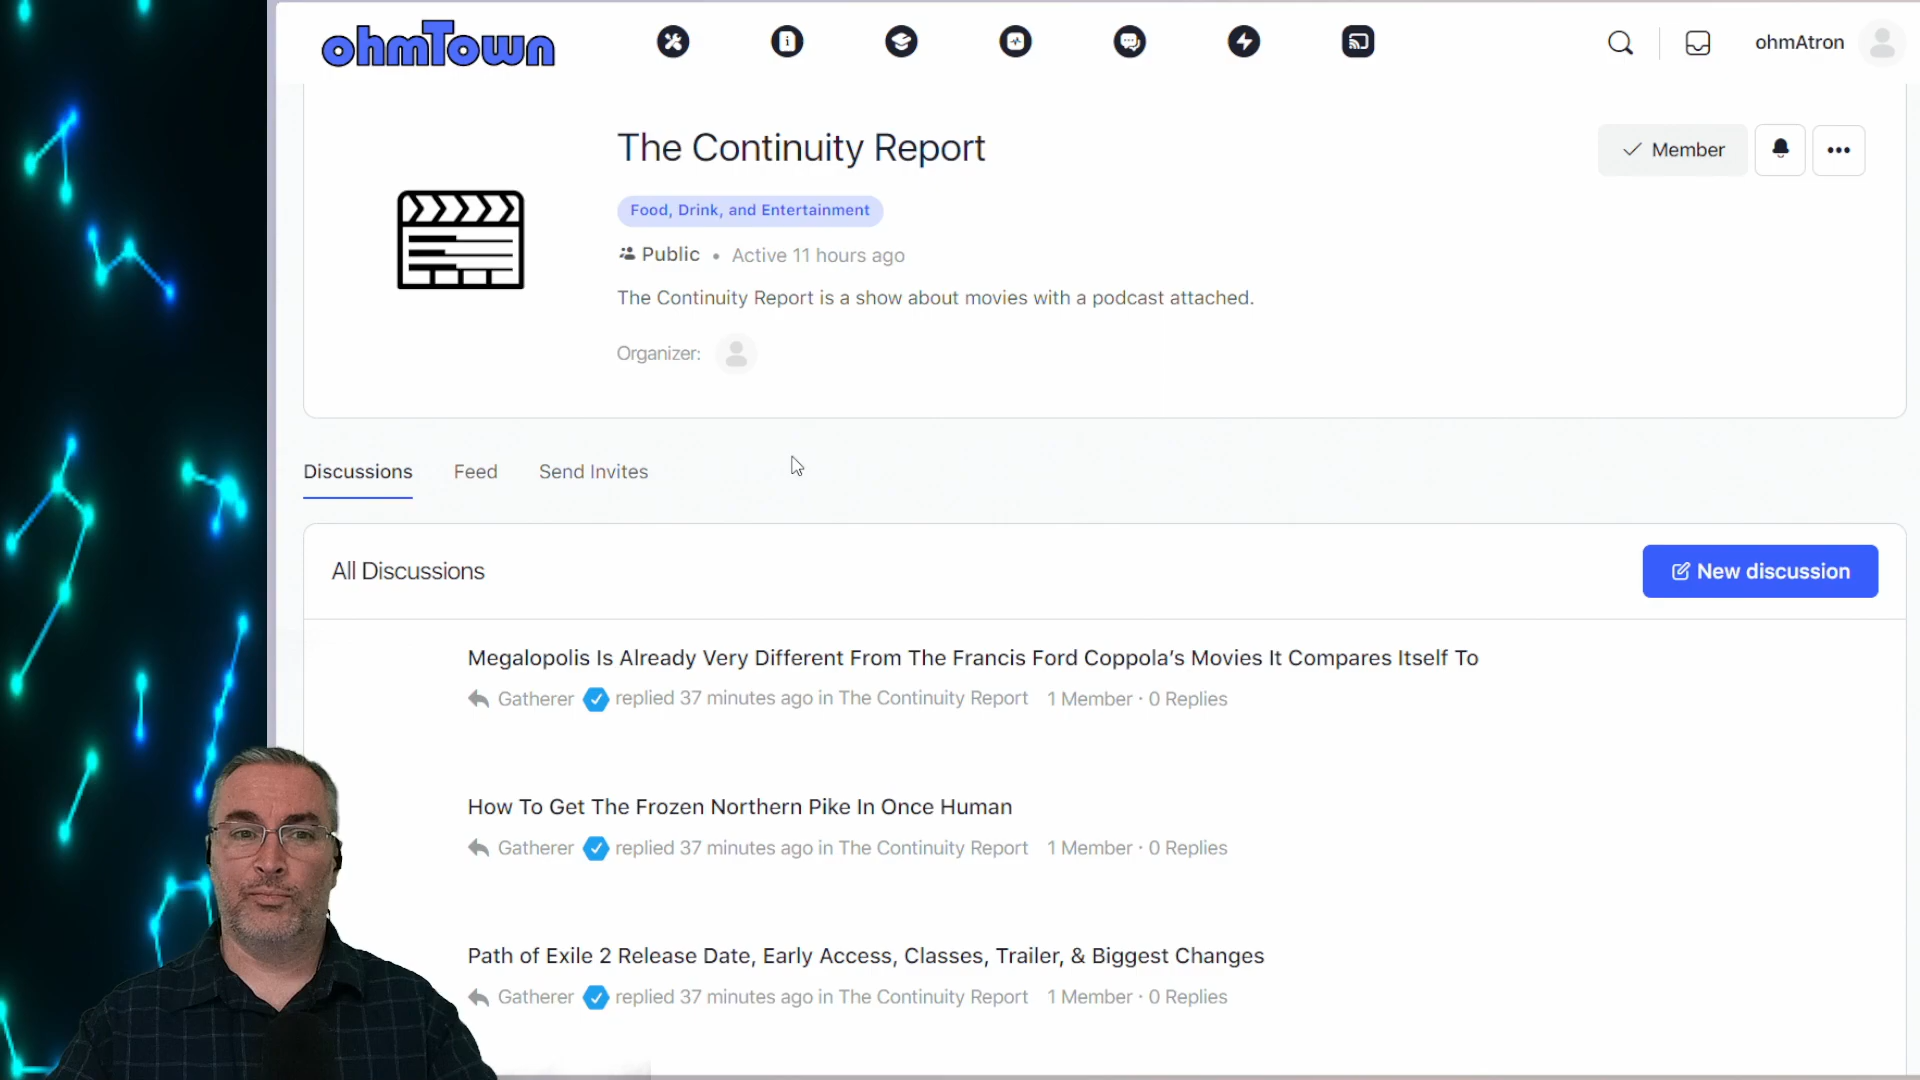 ohmTown
ohmAtron
The Continuity Report
Member
Food, Drink, and Entertainment
Public • Active 11 hours ago
The Continuity Report is a show about movies with a podcast attached.
Organizer:
Discussions Feed Send Invites
All Discussions
New discussion
Megalopolis Is Already Very Different From The Francis Ford Coppola’s Movies It Compares Itself To
Gatherer replied 37 minutes ago in The Continuity Report 1 Member · 0 Replies
How To Get The Frozen Northern Pike In Once Human
Gatherer replied 37 minutes ago in The Continuity Report 1 Member · 0 Replies
Path of Exile 2 Release Date, Early Access, Classes, Trailer, & Biggest Changes
Gatherer replied 37 minutes ago in The Continuity Report 1 Member · 0 Replies